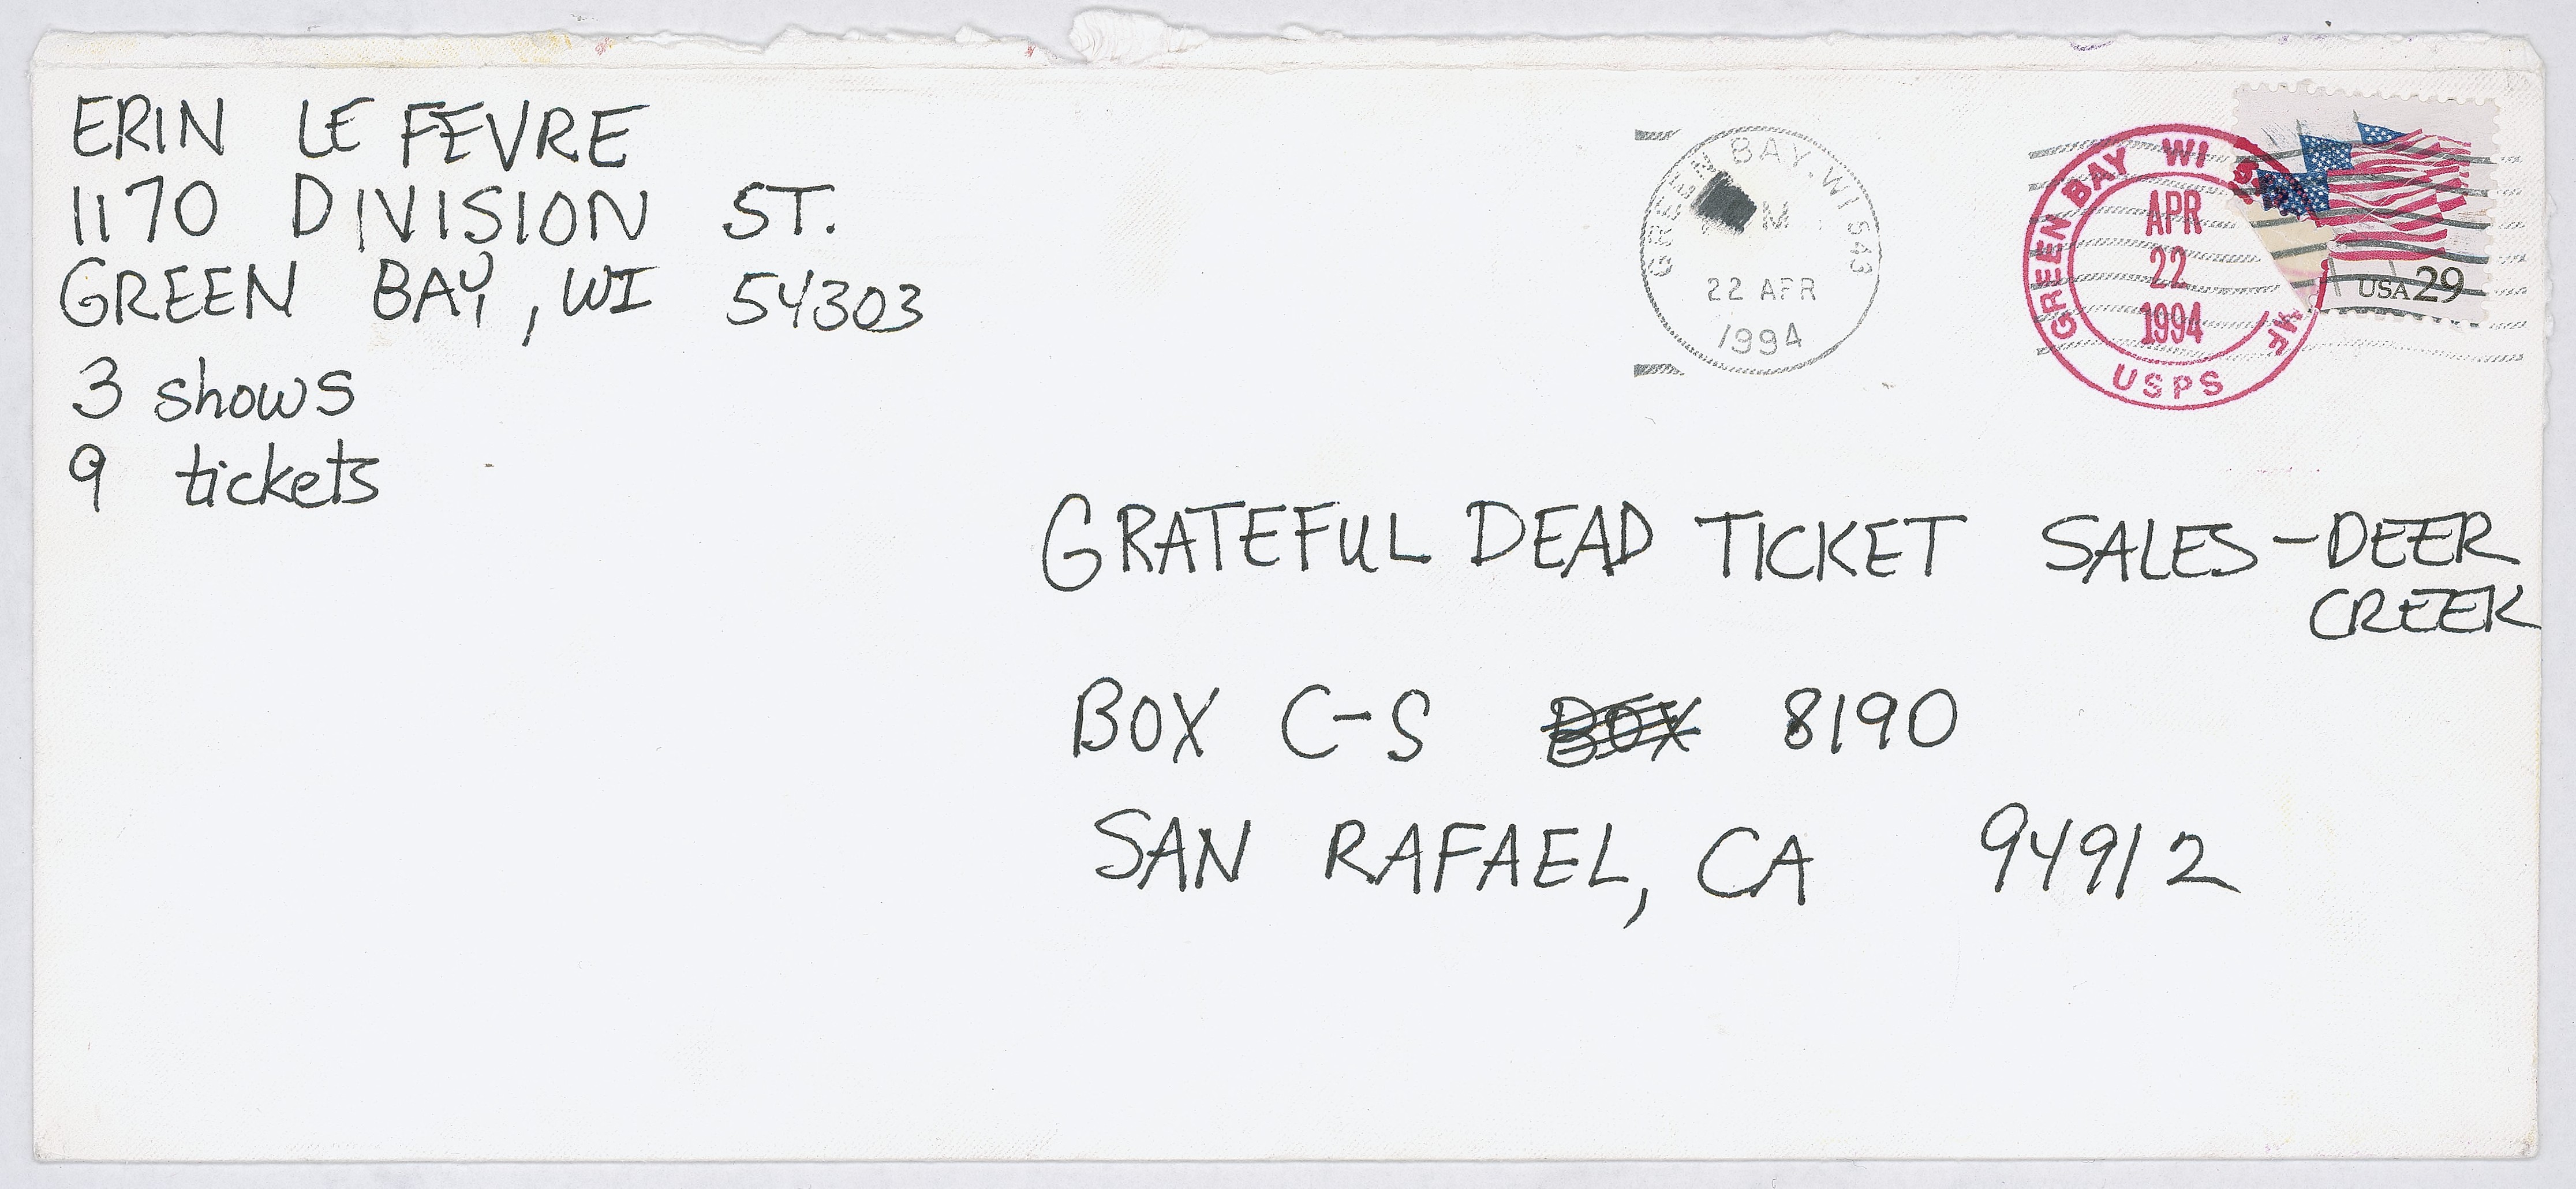 ERIN LE FEVRE
1170 DIVISION ST.
GREEN BAY, WI 54303
3 shows
9 tickets
GREEN BAY, WI 543
M
22 APR
1994
GREEN BAY WI
APR
22
1994
USPS
USA 29
GRATEFUL DEAD TICKET SALES - DEER
CREEK
BOX C-S BOX 8190
SAN RAFAEL, CA 94912